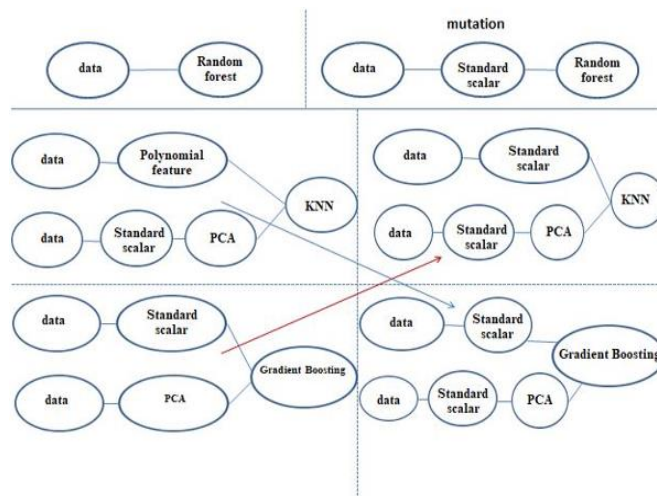 mutation
data
Random
forest
data
Standard
scalar
Random
forest
data
Polynomial
feature
KNN
data
Standard
scalar
PCA
data
Standard
scalar
KNN
data
Standard
scalar
PCA
data
Standard
scalar
Gradient Boosting
data
PCA
data
Standard
scalar
Gradient Boosting
data
Standard
scalar
PCA